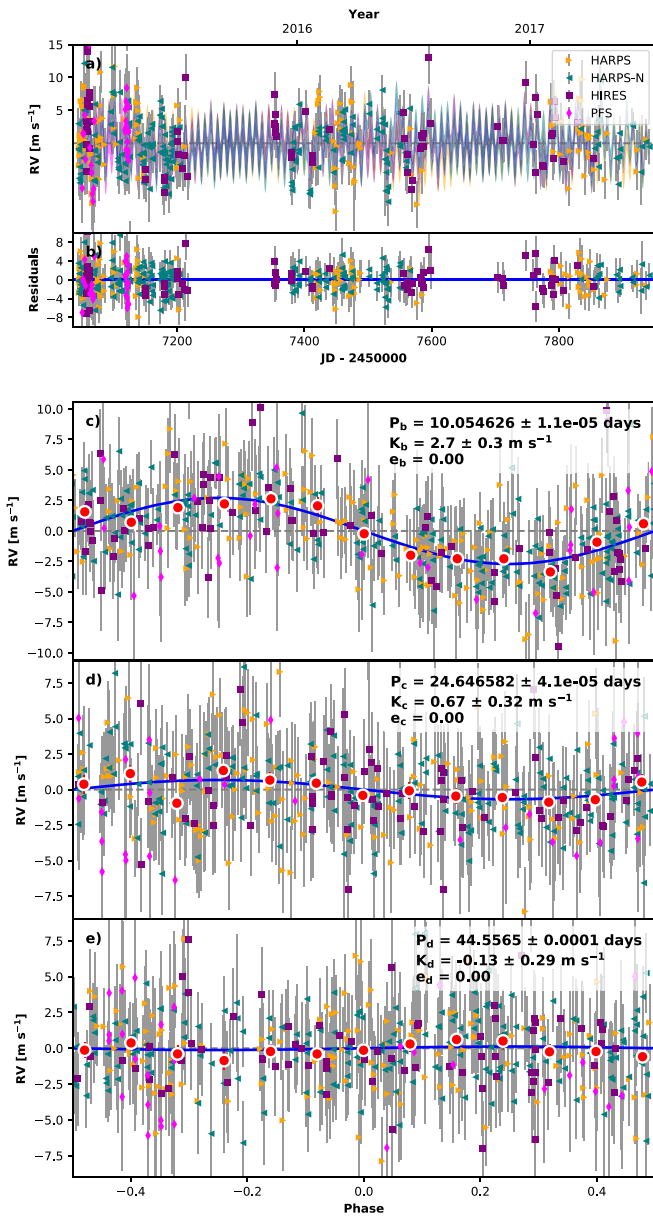 Year
2016 2017
a)
15
10
5
RV [m s⁻¹]
HARPS
HARPS-N
HIRES
PFS
b)
8
4
0
−4
−8
Residuals
7200 7400 7600 7800
JD - 2450000
c)
P_b = 10.054626 ± 1.1e-05 days
K_b = 2.7 ± 0.3 m s⁻¹
e_b = 0.00
10.0
7.5
5.0
2.5
0.0
−2.5
−5.0
−7.5
−10.0
RV [m s⁻¹]
d)
P_c = 24.646582 ± 4.1e-05 days
K_c = 0.67 ± 0.32 m s⁻¹
e_c = 0.00
7.5
5.0
2.5
0.0
−2.5
−5.0
−7.5
RV [m s⁻¹]
e)
P_d = 44.5565 ± 0.0001 days
K_d = -0.13 ± 0.29 m s⁻¹
e_d = 0.00
7.5
5.0
2.5
0.0
−2.5
−5.0
−7.5
RV [m s⁻¹]
−0.4 −0.2 0.0 0.2 0.4
Phase